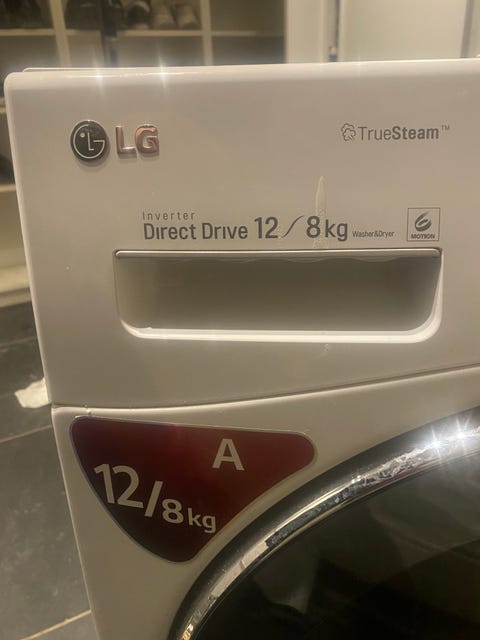 LG
TrueSteam™
Inverter
Direct Drive 12/8kg Washer&Dryer
6
MOTION
A
12/8kg